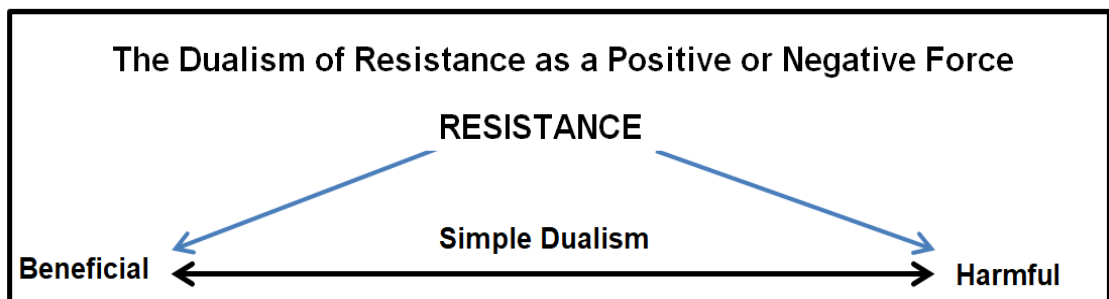 The Dualism of Resistance as a Positive or Negative Force
RESISTANCE
Simple Dualism
Beneficial
Harmful